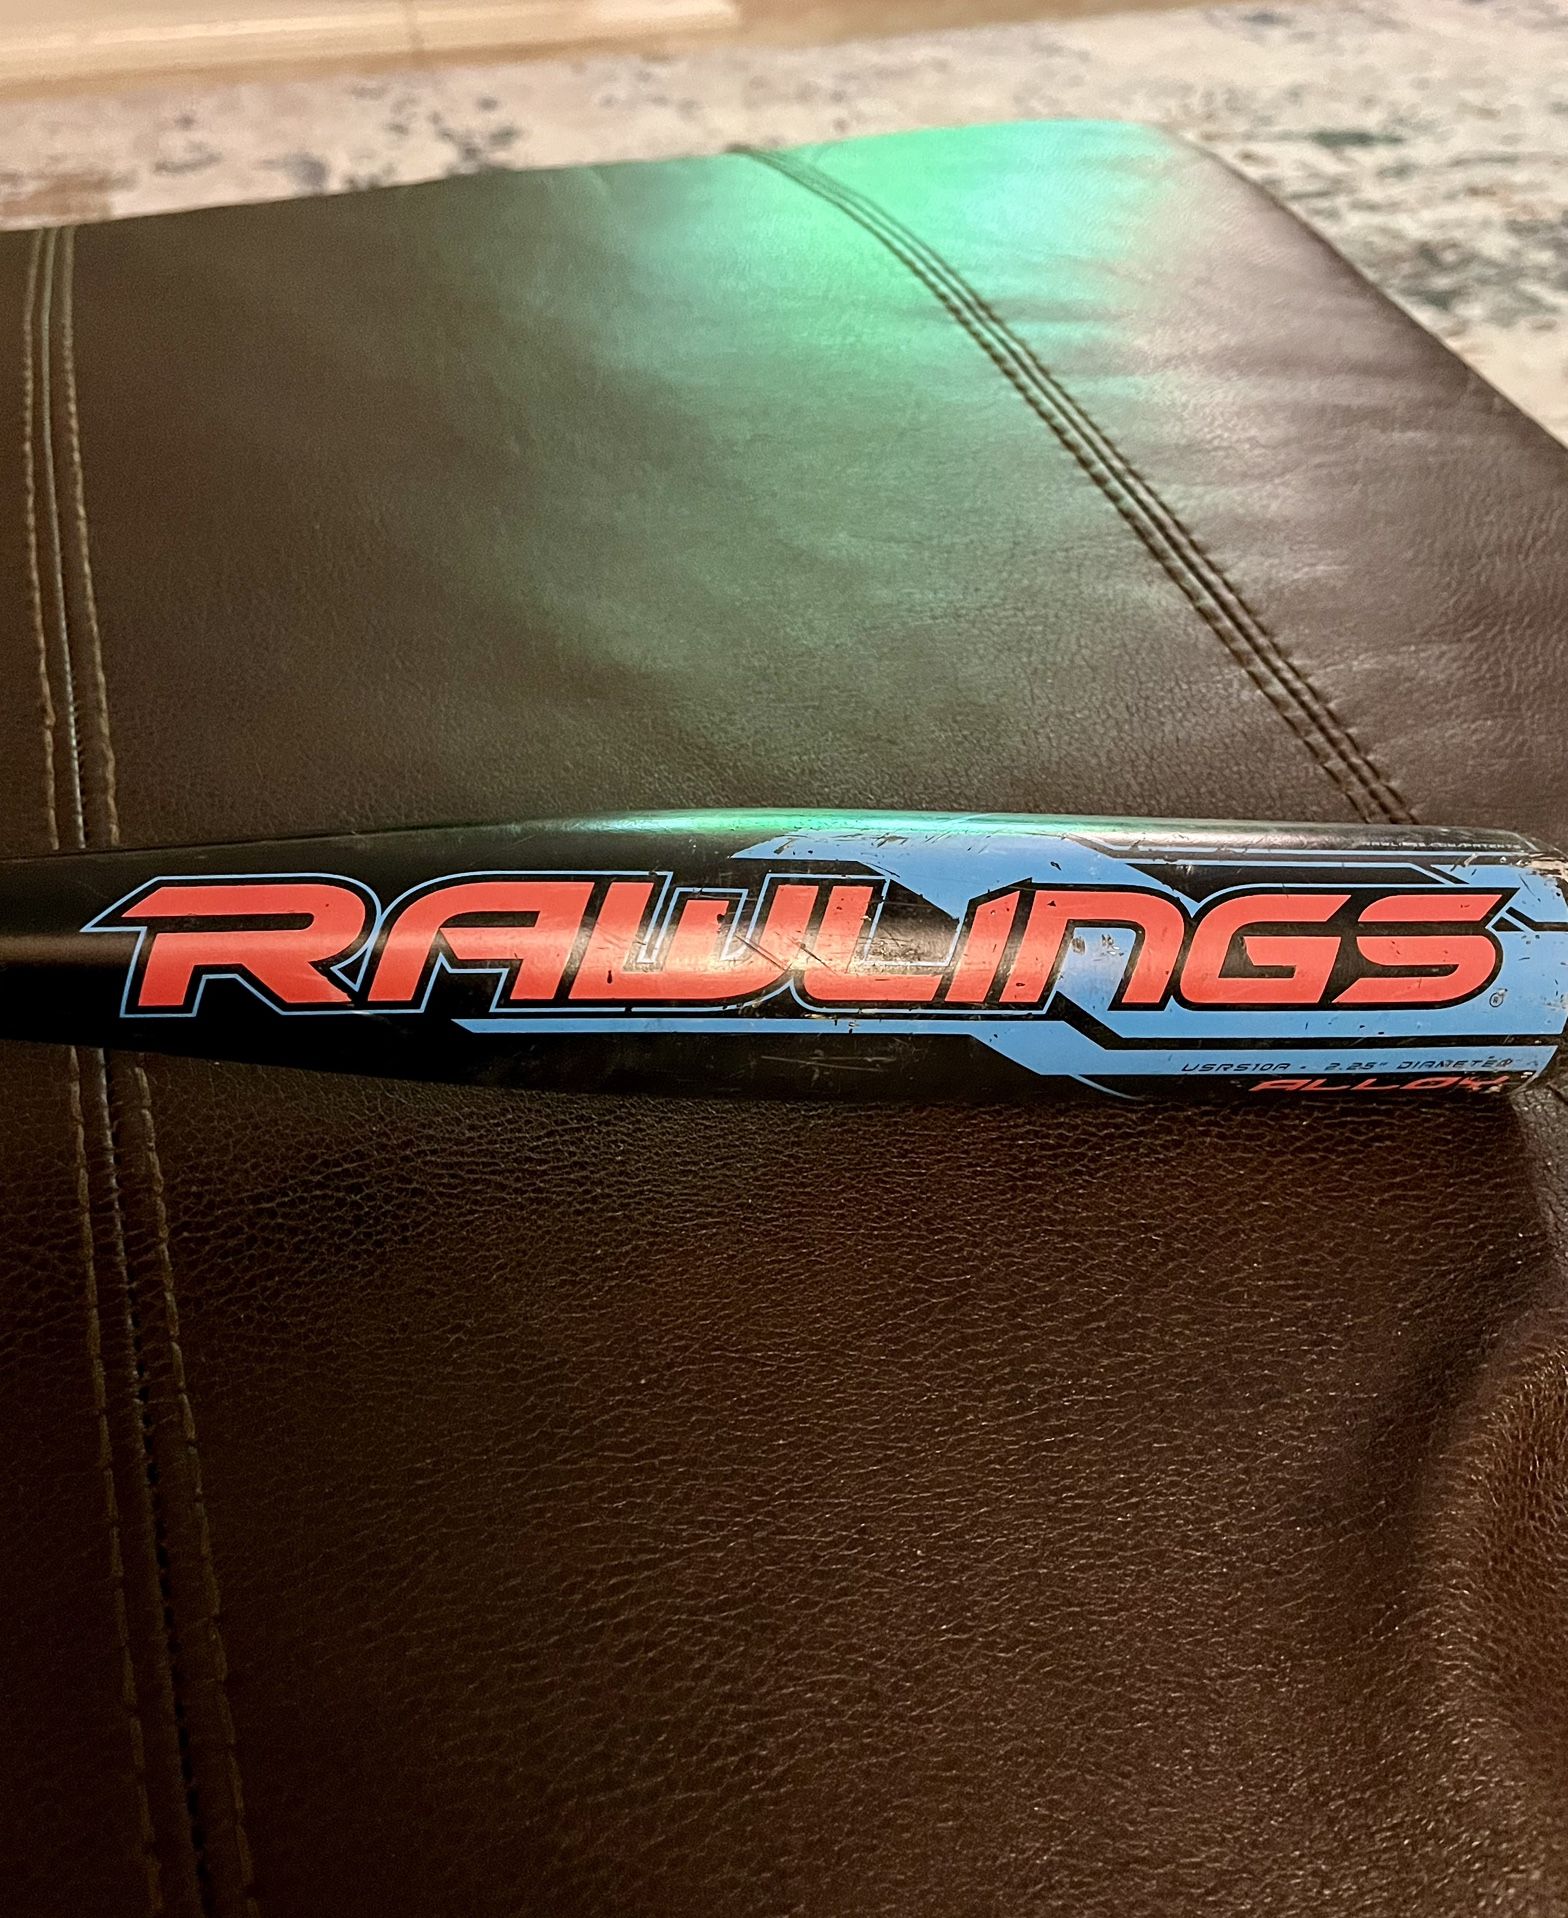 RAWLINGS®
USRS10A - 2.25" DIAMETER
ALLOY